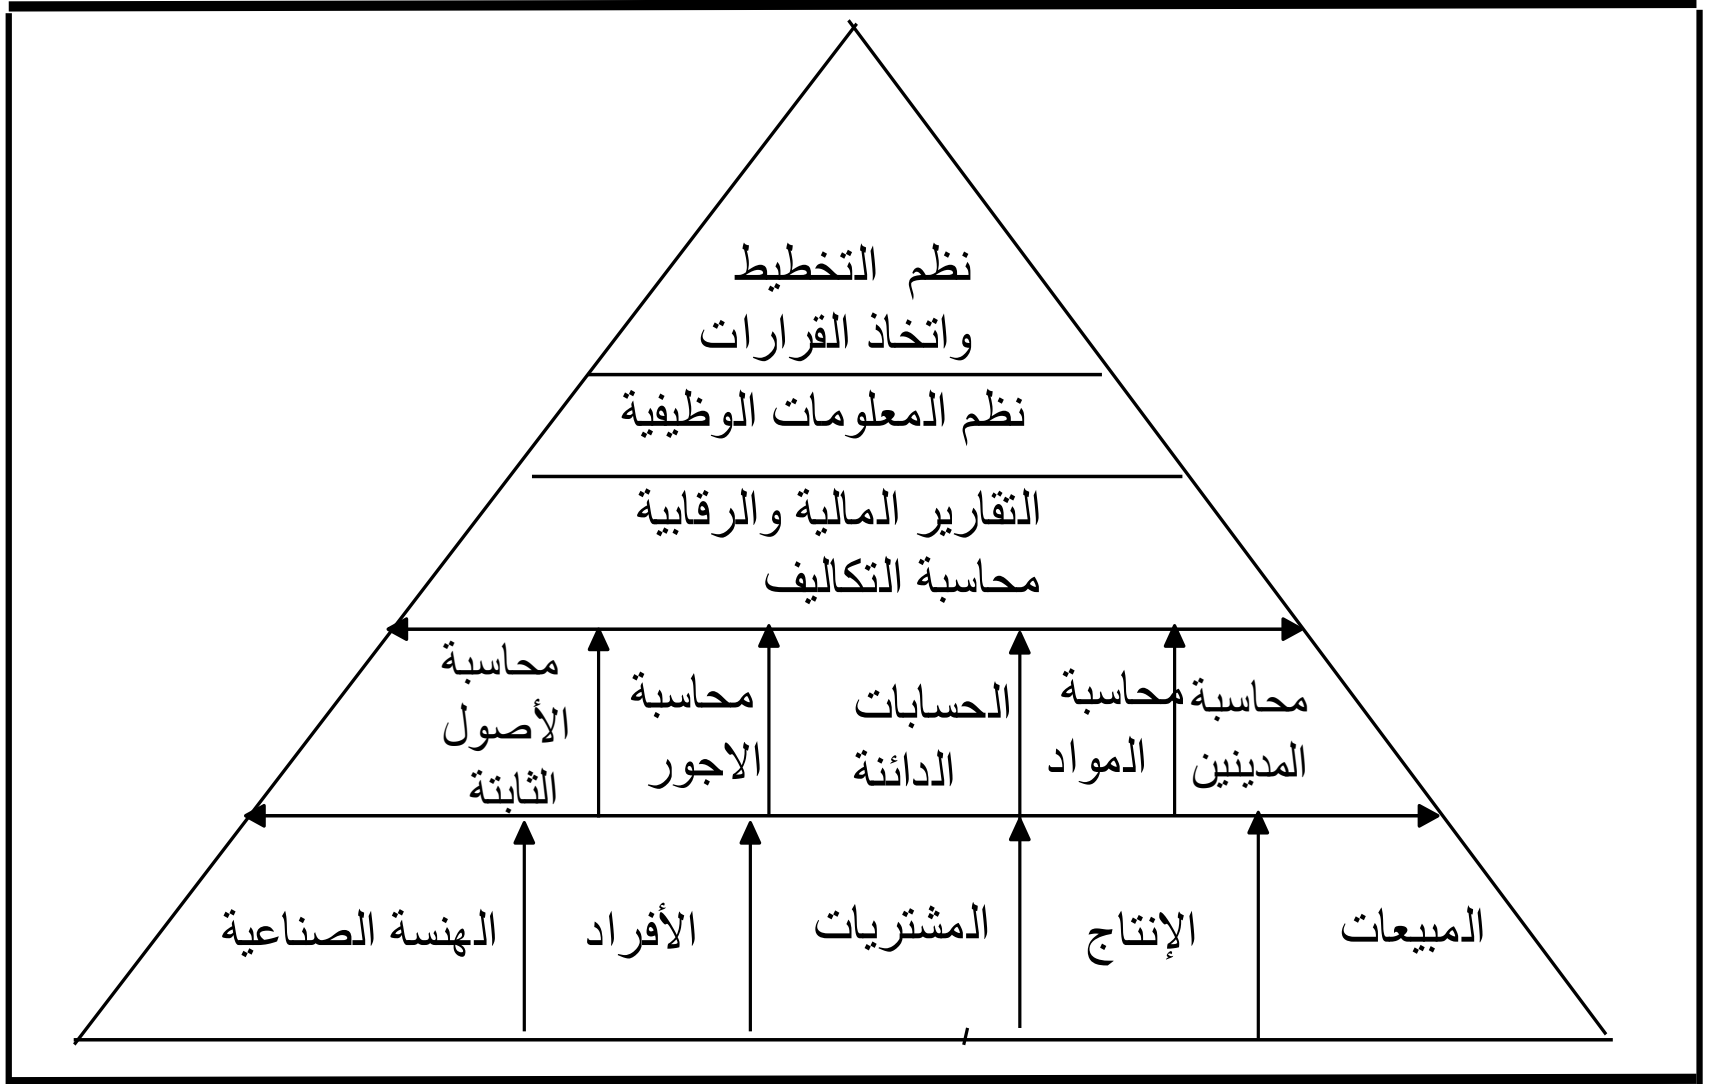 نظم التخطيط
واتخاذ القرارات
نظم المعلومات الوظيفية
التقارير المالية والرقابية
محاسبة التكاليف
محاسبة
المدينين
محاسبة
المواد
الحسابات
الدائنة
محاسبة
الاجور
محاسبة
الأصول
الثابتة
المبيعات
الإنتاج
المشتريات
الأفراد
الهنسة الصناعية